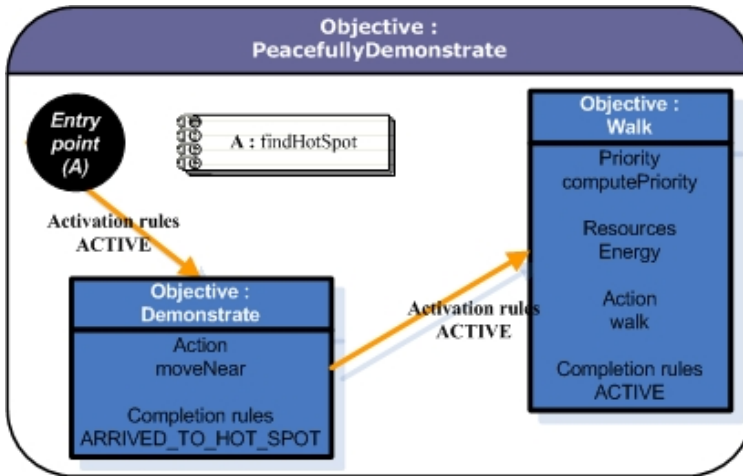 Objective :
PeacefullyDemonstrate
Entry
point
(A)
A : findHotSpot
Activation rules
ACTIVE
Objective :
Demonstrate
Action
moveNear
Completion rules
ARRIVED_TO_HOT_SPOT
Activation rules
ACTIVE
Objective :
Walk
Priority
computePriority
Resources
Energy
Action
walk
Completion rules
ACTIVE